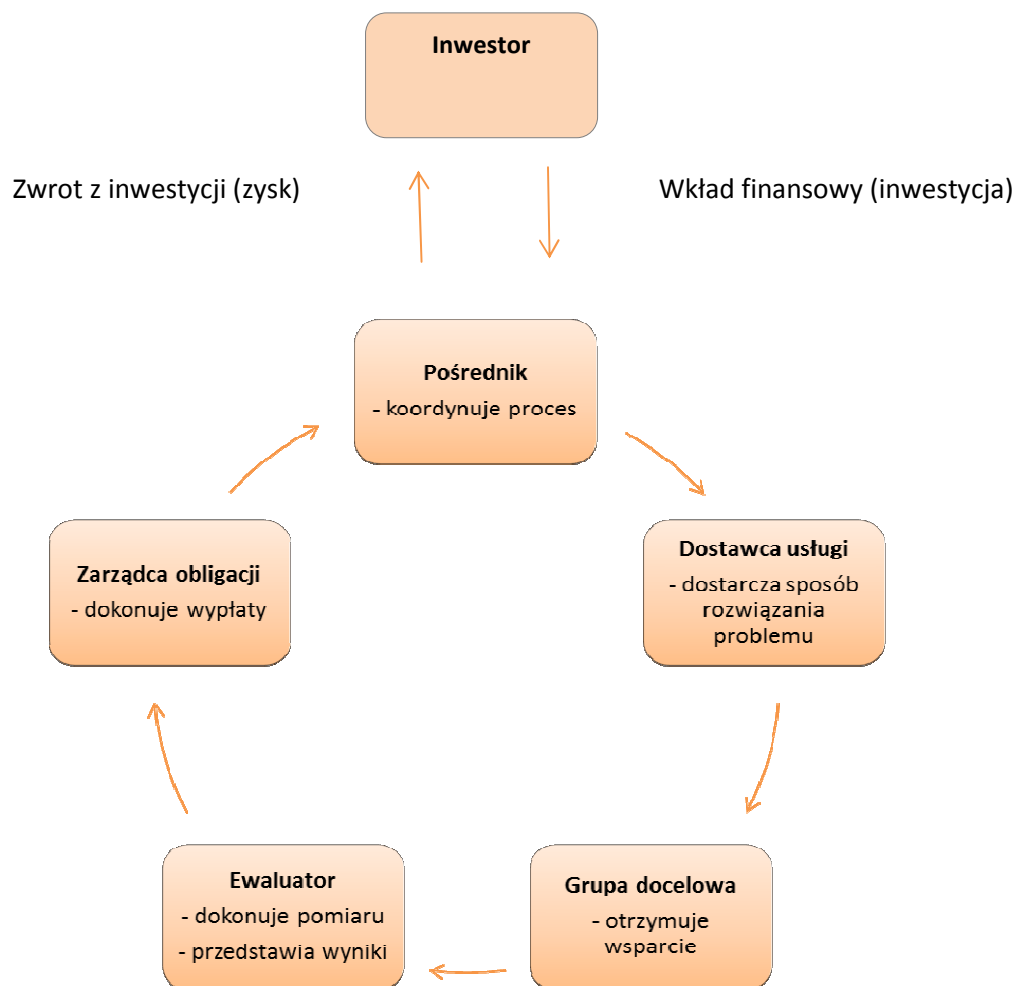 Inwestor
Zwrot z inwestycji (zysk)
Wkład finansowy (inwestycja)
Pośrednik
- koordynuje proces
Zarządca obligacji
- dokonuje wypłaty
Dostawca usługi
- dostarcza sposób
rozwiązania
problemu
Ewaluator
- dokonuje pomiaru
- przedstawia wyniki
Grupa docelowa
- otrzymuje
wsparcie